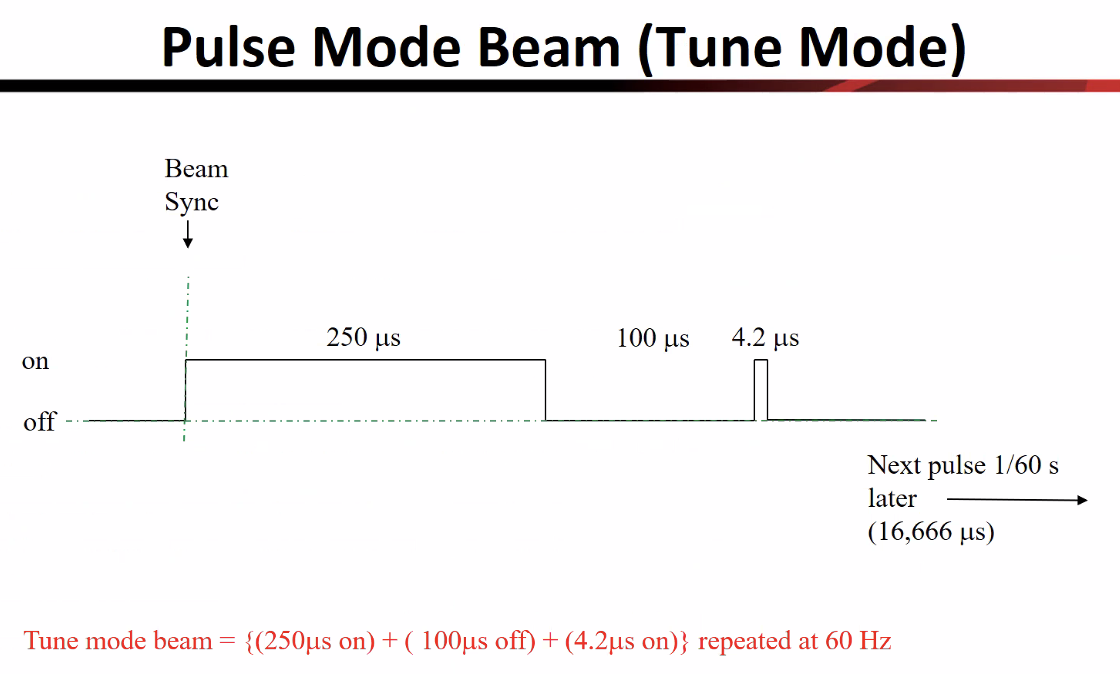 Pulse Mode Beam (Tune Mode)
Beam
Sync
250 μs
100 μs
4.2 μs
on
off
Next pulse 1/60 s
later
(16,666 μs)
Tune mode beam = {(250μs on) + ( 100μs off) + (4.2μs on)} repeated at 60 Hz